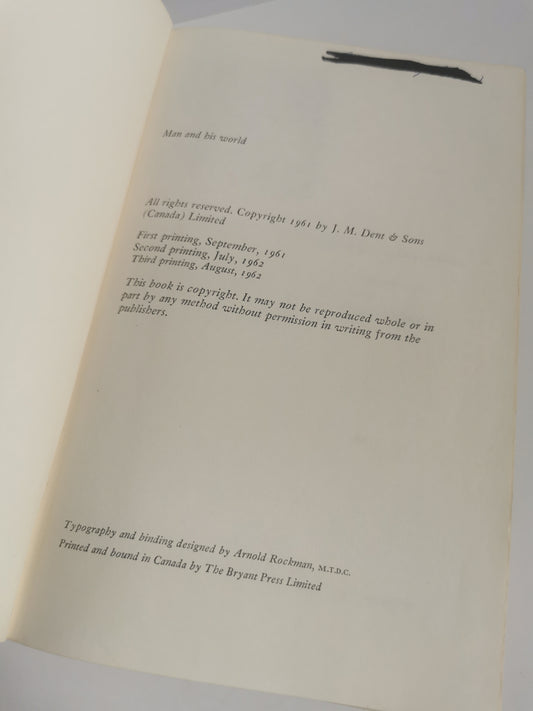 Man and his world
All rights reserved. Copyright 1961 by J. M. Dent & Sons
(Canada) Limited
First printing, September, 1961
Second printing, July, 1962
Third printing, August, 1962
This book is copyright. It may not be reproduced whole or in
part by any method without permission in writing from the
publishers.
Typography and binding designed by Arnold Rockman, M.T.D.C.
Printed and bound in Canada by The Bryant Press Limited